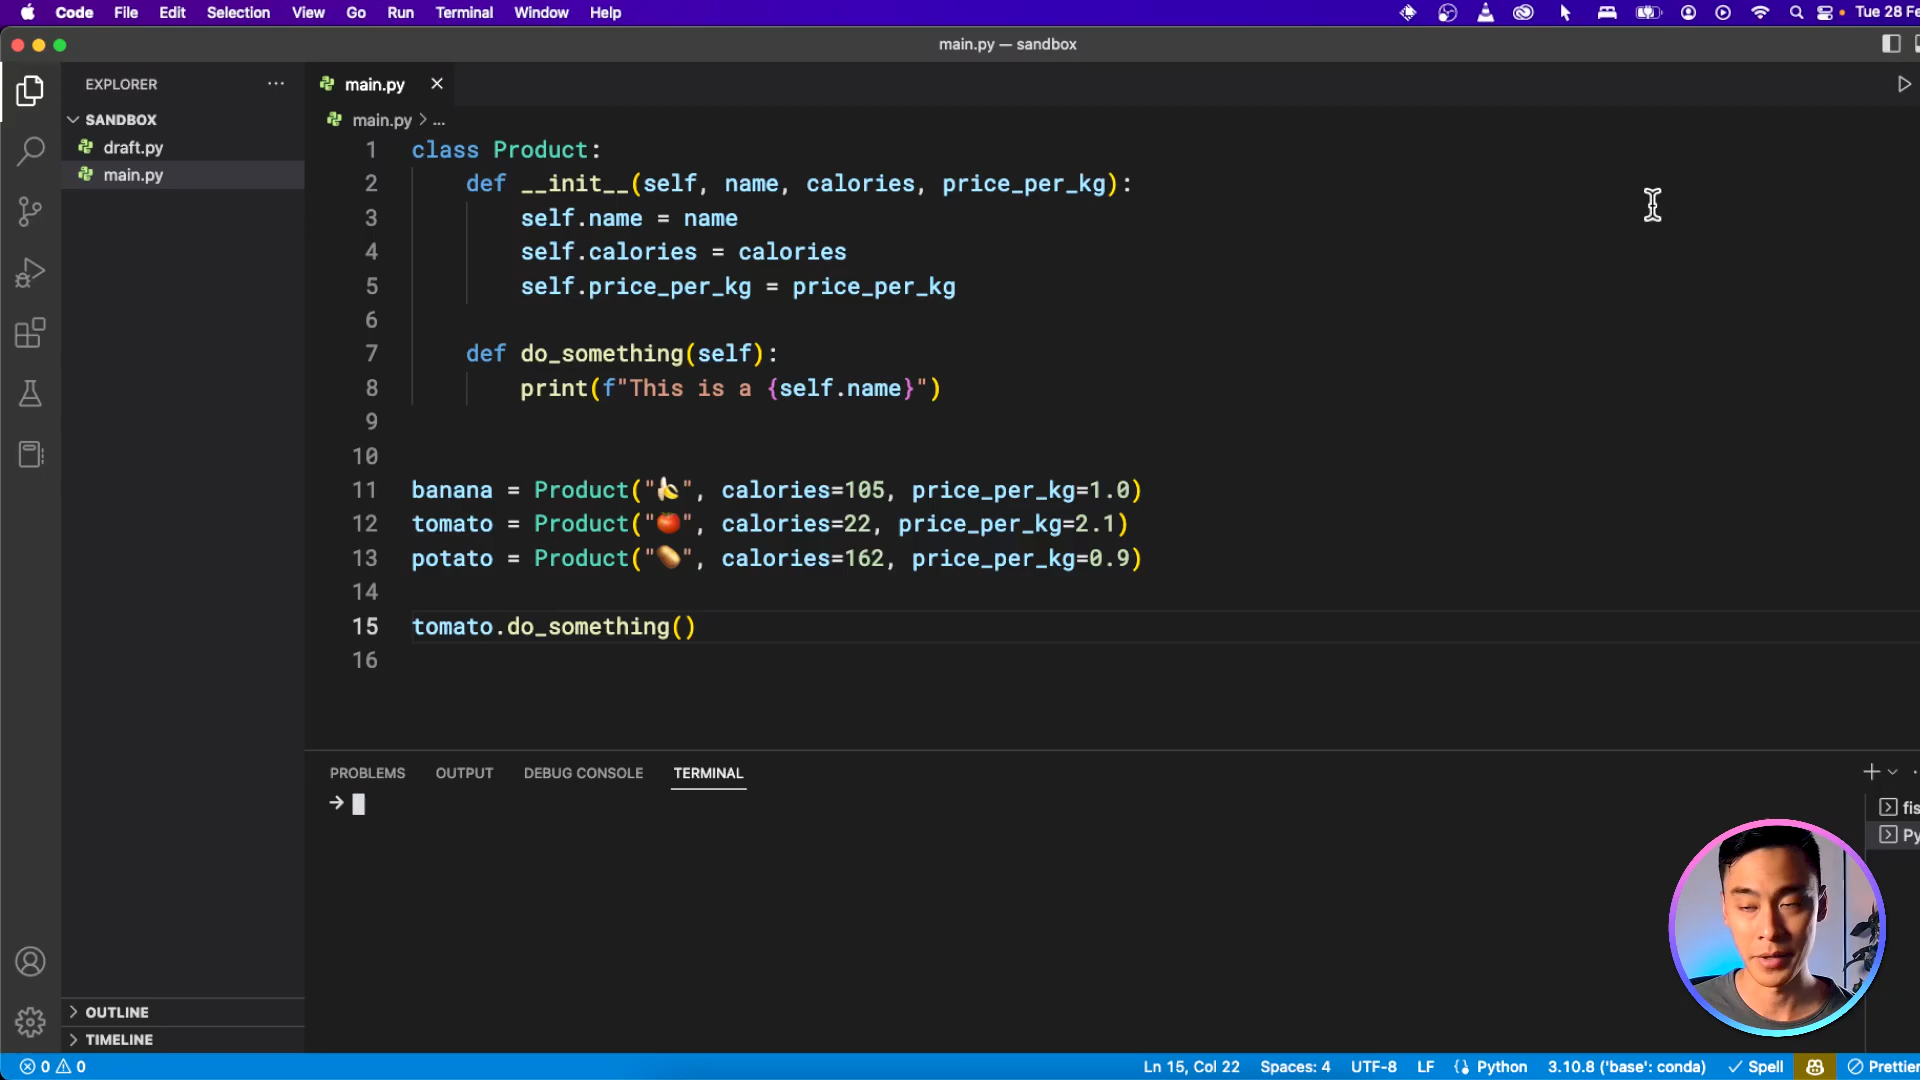 Code File Edit Selection View Go Run Terminal Window Help Tue 28 Fe
main.py — sandbox
EXPLORER ···
main.py
SANDBOX
draft.py
main.py
main.py > ...
1 class Product:
2 def __init__(self, name, calories, price_per_kg):
3 self.name = name
4 self.calories = calories
5 self.price_per_kg = price_per_kg
6
7 def do_something(self):
8 print(f"This is a {self.name}")
9
10
11 banana = Product("🍌", calories=105, price_per_kg=1.0)
12 tomato = Product("🍅", calories=22, price_per_kg=2.1)
13 potato = Product("🥔", calories=162, price_per_kg=0.9)
14
15 tomato.do_something()
16
PROBLEMS OUTPUT DEBUG CONSOLE TERMINAL
→
fis
Py
OUTLINE
TIMELINE
0 0 Ln 15, Col 22 Spaces: 4 UTF-8 LF Python 3.10.8 ('base': conda) Spell Prettier